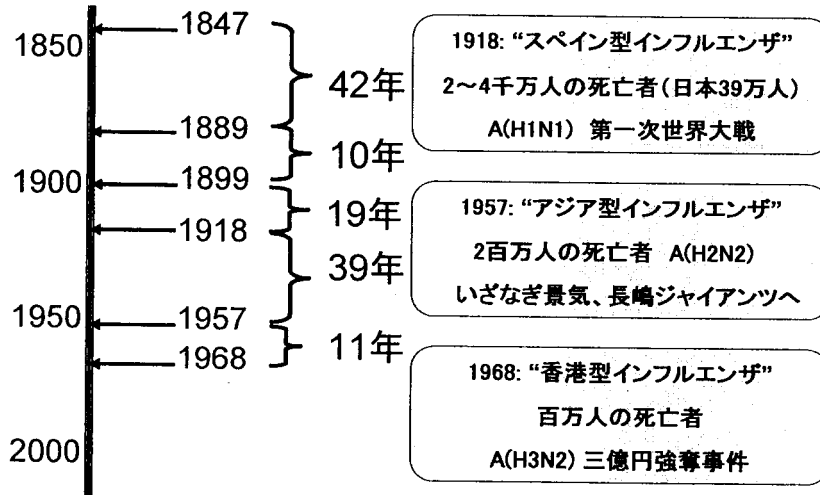 1850
1900
1950
2000
1847
1889
1899
1918
1957
1968
42年
10年
19年
39年
11年
1918: “スペイン型インフルエンザ”
2～4千万人の死亡者(日本39万人)
A(H1N1) 第一次世界大戦
1957: “アジア型インフルエンザ”
2百万人の死亡者 A(H2N2)
いざなぎ景気、長嶋ジャイアンツへ
1968: “香港型インフルエンザ”
百万人の死亡者
A(H3N2) 三億円強奪事件